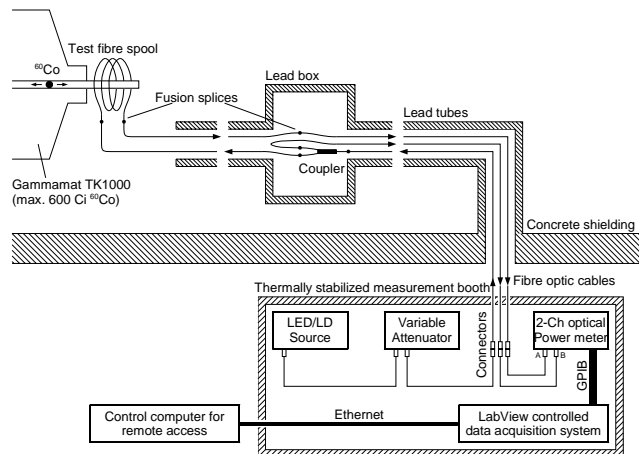 Test fibre spool
⁶⁰Co
Lead box
Fusion splices
Lead tubes
Coupler
Gammamat TK1000
(max. 600 Ci ⁶⁰Co)
Concrete shielding
Fibre optic cables
Thermally stabilized measurement booth
LED/LD
Source
Variable
Attenuator
Connectors
2-Ch optical
Power meter
A
B
GPIB
Control computer for
remote access
Ethernet
LabView controlled
data acquisition system